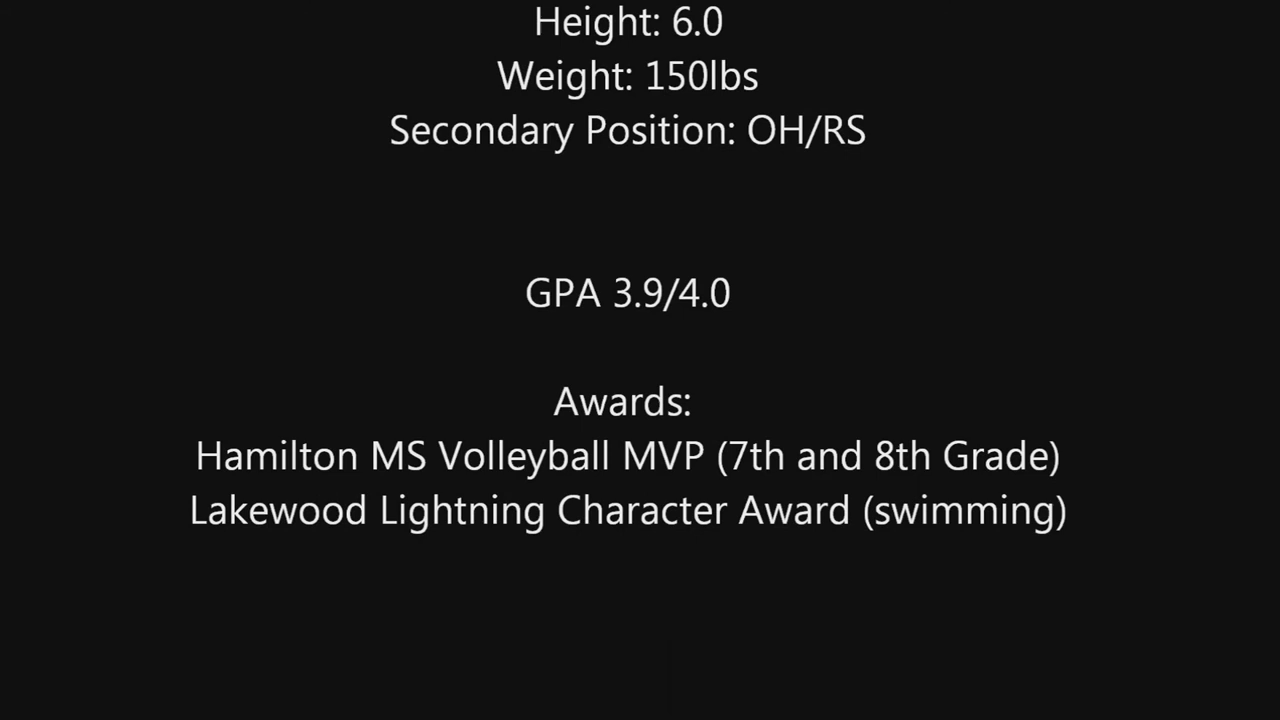 Height: 6.0
Weight: 150lbs
Secondary Position: OH/RS
GPA 3.9/4.0
Awards:
Hamilton MS Volleyball MVP (7th and 8th Grade)
Lakewood Lightning Character Award (swimming)